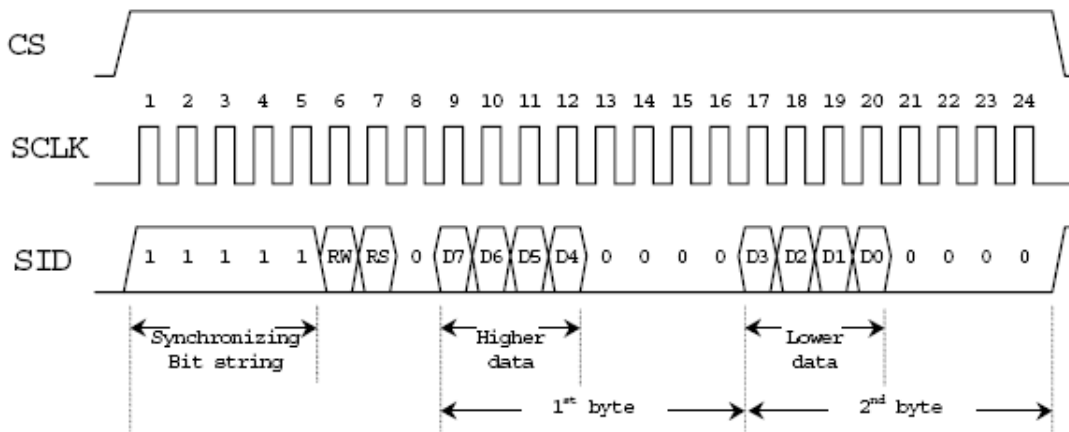 CS
1 2 3 4 5 6 7 8 9 10 11 12 13 14 15 16 17 18 19 20 21 22 23 24
SCLK
SID 1 1 1 1 1 RW RS 0 D7 D6 D5 D4 0 0 0 0 D3 D2 D1 D0 0 0 0 0
Synchronizing Higher Lower
Bit string data data
1st byte 2nd byte